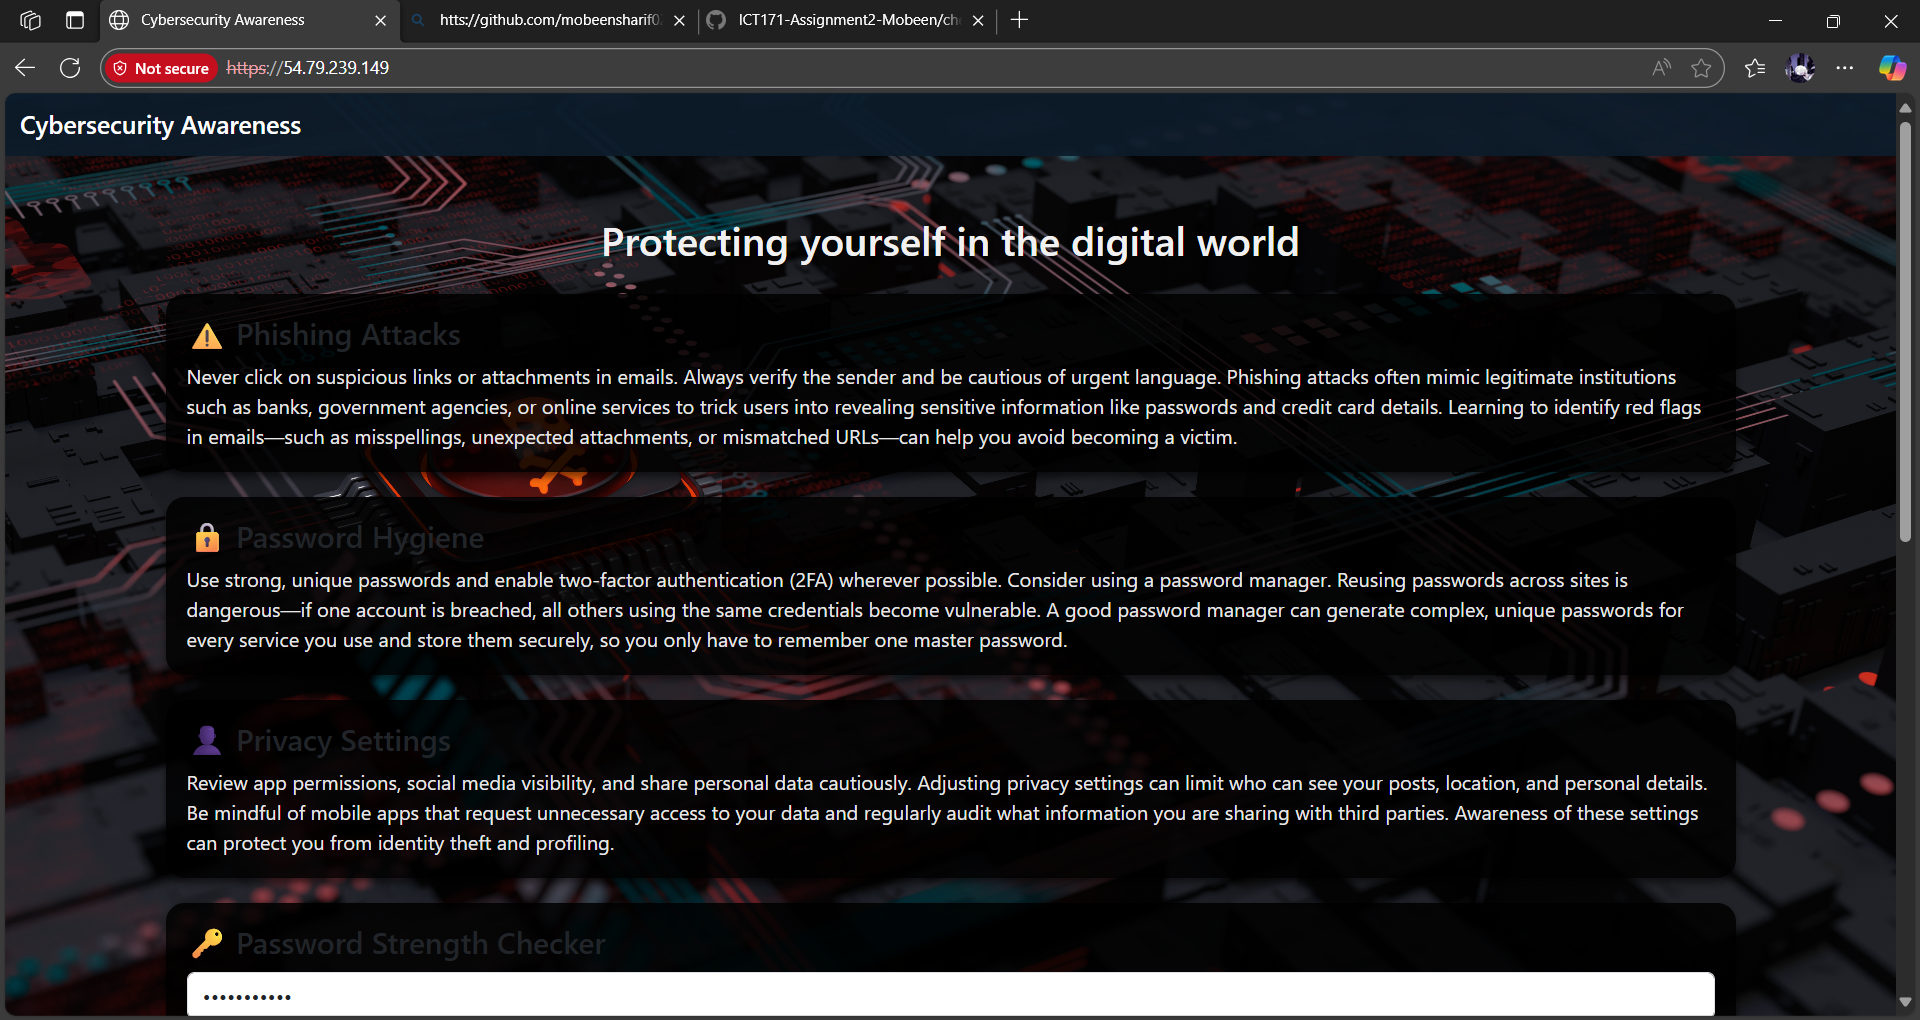 Cybersecurity Awareness
htts://github.com/mobeensharif0
ICT171-Assignment2-Mobeen/ch
Not secure
https://54.79.239.149
Cybersecurity Awareness
Protecting yourself in the digital world
Phishing Attacks
Never click on suspicious links or attachments in emails. Always verify the sender and be cautious of urgent language. Phishing attacks often mimic legitimate institutions
such as banks, government agencies, or online services to trick users into revealing sensitive information like passwords and credit card details. Learning to identify red flags
in emails—such as misspellings, unexpected attachments, or mismatched URLs—can help you avoid becoming a victim.
Password Hygiene
Use strong, unique passwords and enable two-factor authentication (2FA) wherever possible. Consider using a password manager. Reusing passwords across sites is
dangerous—if one account is breached, all others using the same credentials become vulnerable. A good password manager can generate complex, unique passwords for
every service you use and store them securely, so you only have to remember one master password.
Privacy Settings
Review app permissions, social media visibility, and share personal data cautiously. Adjusting privacy settings can limit who can see your posts, location, and personal details.
Be mindful of mobile apps that request unnecessary access to your data and regularly audit what information you are sharing with third parties. Awareness of these settings
can protect you from identity theft and profiling.
Password Strength Checker
•••••••••••